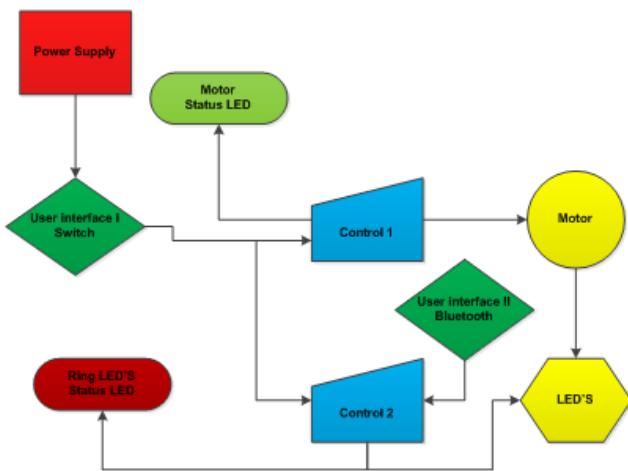 Power Supply
Motor
Status LED
User interface I
Switch
Control 1
Motor
User interface II
Bluetooth
Ring LED'S
Status LED
Control 2
LED'S